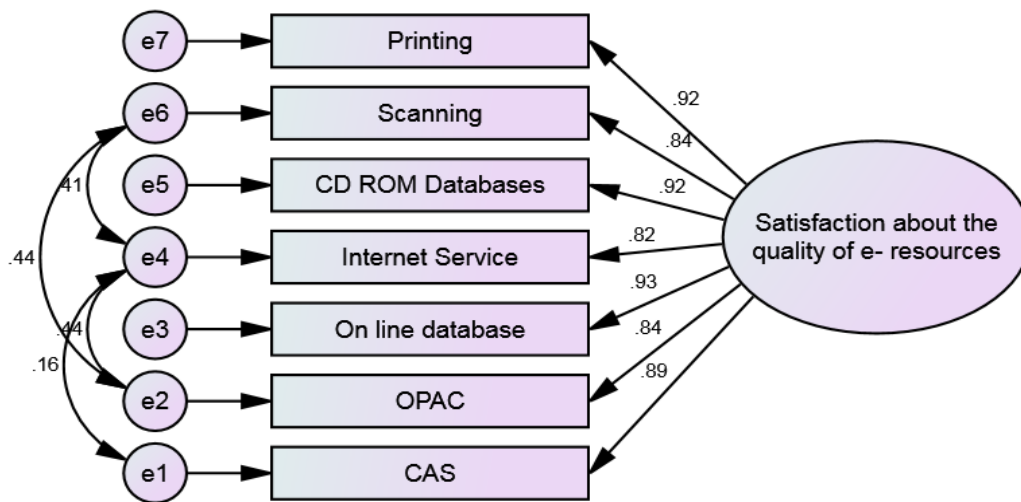 e7
Printing
.92
e6
Scanning
.84
.41
e5
CD ROM Databases
.92
Satisfaction about the
quality of e- resources
.44
e4
Internet Service
.82
.93
e3
On line database
.44
.84
.16
e2
OPAC
.89
e1
CAS